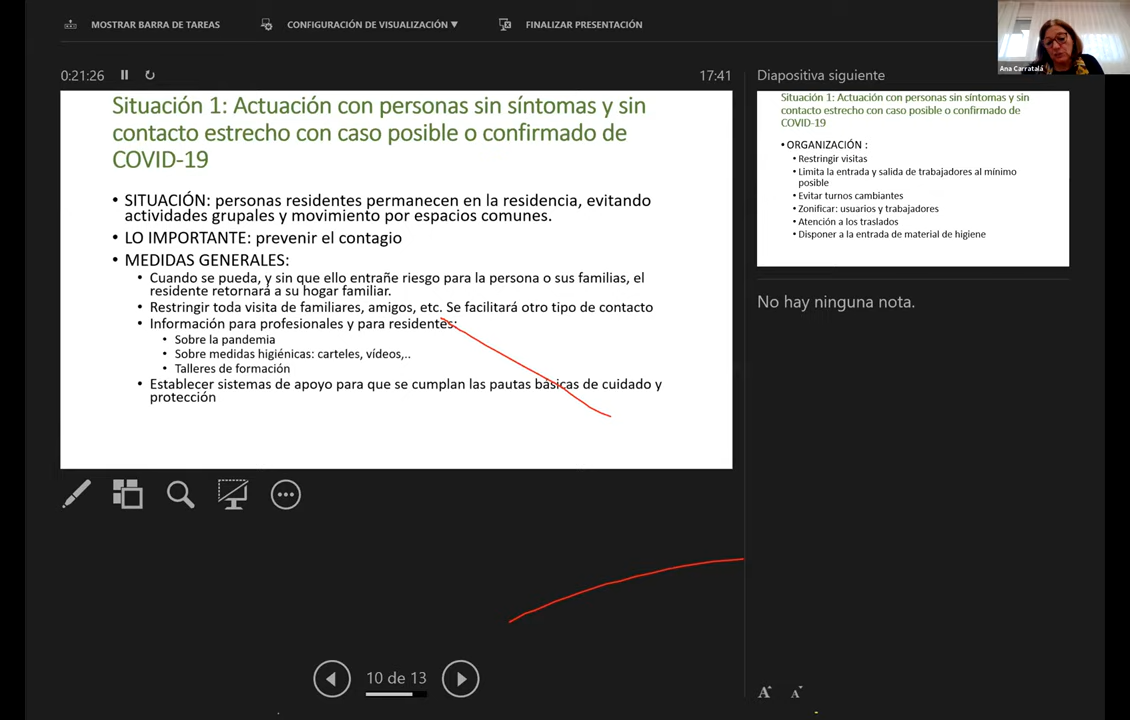 MOSTRAR BARRA DE TAREAS
CONFIGURACIÓN DE VISUALIZACIÓN ▼
FINALIZAR PRESENTACIÓN
Ana Carratalá
0:21:26
17:41
Situación 1: Actuación con personas sin síntomas y sin
contacto estrecho con caso posible o confirmado de
COVID-19
• SITUACIÓN: personas residentes permanecen en la residencia, evitando
actividades grupales y movimiento por espacios comunes.
• LO IMPORTANTE: prevenir el contagio
• MEDIDAS GENERALES:
• Cuando se pueda, y sin que ello entrañe riesgo para la persona o sus familias, el
residente retornará a su hogar familiar.
• Restringir toda visita de familiares, amigos, etc. Se facilitará otro tipo de contacto
• Información para profesionales y para residentes:
• Sobre la pandemia
• Sobre medidas higiénicas: carteles, vídeos,..
• Talleres de formación
• Establecer sistemas de apoyo para que se cumplan las pautas básicas de cuidado y
protección
10 de 13
Diapositiva siguiente
Situación 1: Actuación con personas sin síntomas y sin
contacto estrecho con caso posible o confirmado de
COVID-19
• ORGANIZACIÓN :
• Restringir visitas
• Limita la entrada y salida de trabajadores al mínimo
posible
• Evitar turnos cambiantes
• Zonificar: usuarios y trabajadores
• Atención a los traslados
• Disponer a la entrada de material de higiene
No hay ninguna nota.
A A